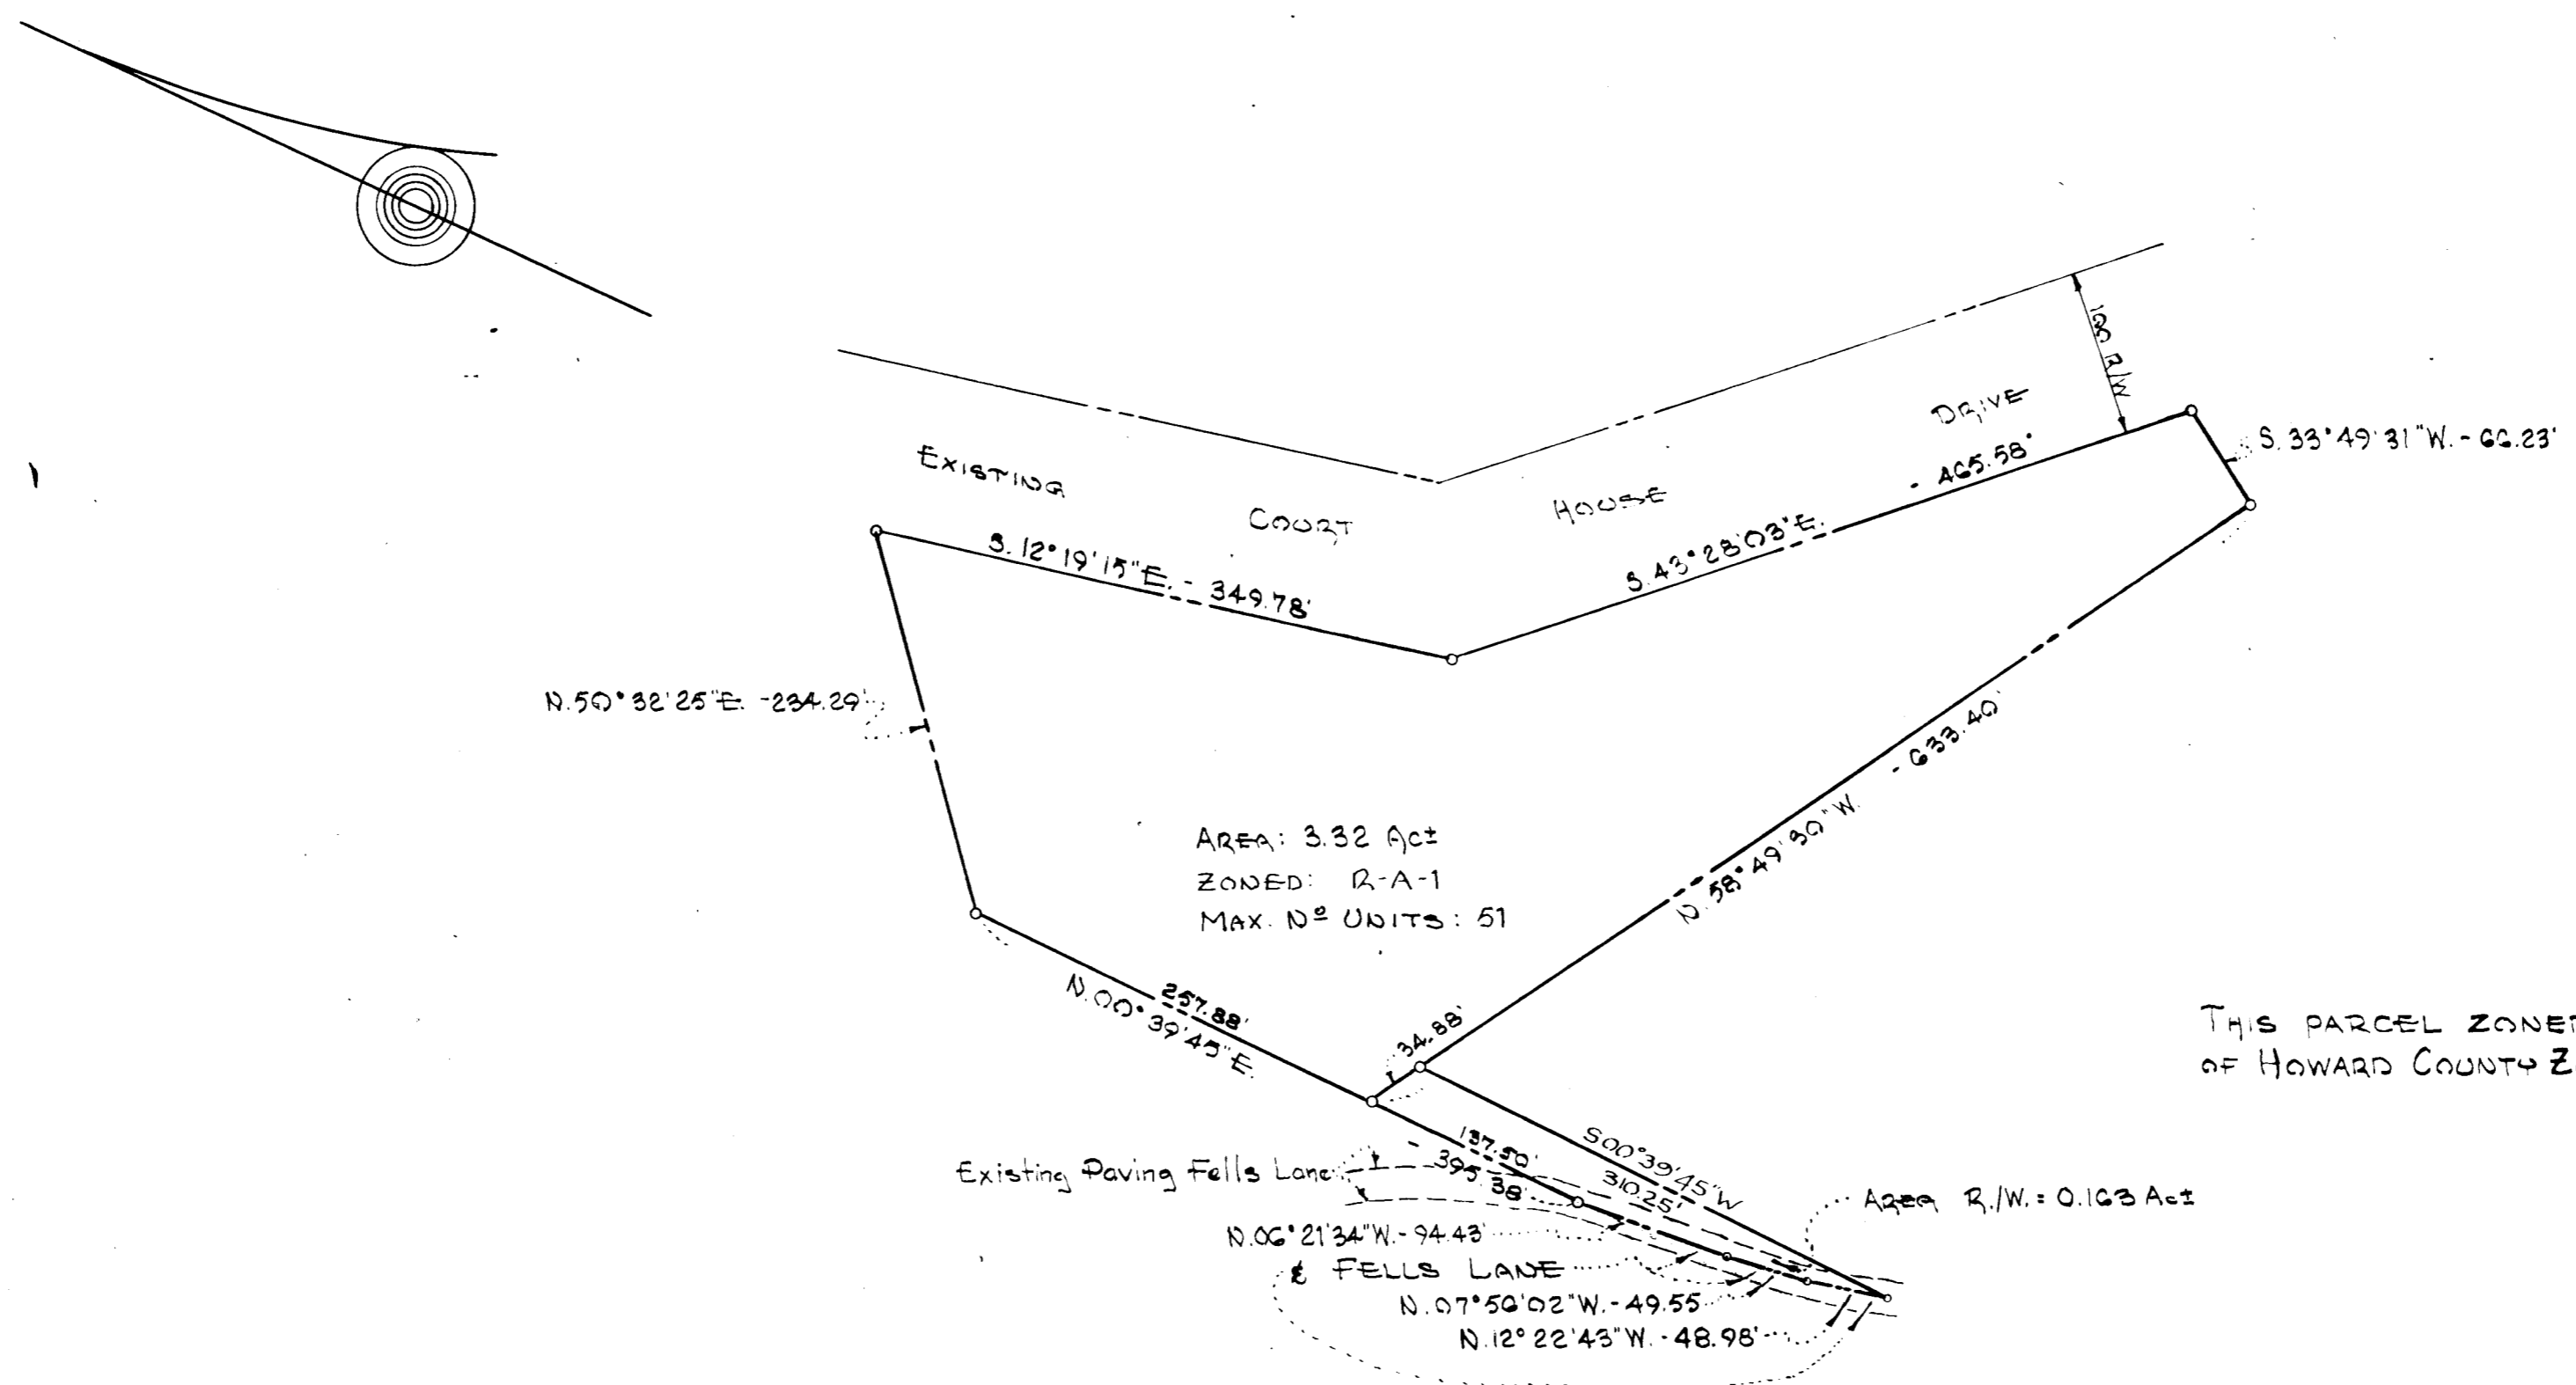 100' R/W
DRIVE
EXISTING
COURT
HOUSE
S. 33°49'31"W. - 66.23'
- 465.58'
S. 12°19'15"E. - 349.78'
S. 43°28'03"E.
N. 50°32'25"E. - 234.29'
- 633.40'
N. 58°49'30"W.
AREA: 3.32 Ac±
ZONED: R-A-1
MAX. Nº UNITS: 51
257.88'
N. 00°39'45"E.
34.88'
THIS PARCEL ZONED
OF HOWARD COUNTY Z
137.50'
- 395.38'
S00°39'45"W
310.25'
Existing Paving Fells Lane
AREA R./W. = 0.163 Ac±
N. 06°21'34"W. - 94.43'
℄ FELLS LANE
N. 07°56'02"W. - 49.55
N. 12°22'43"W. - 48.98'